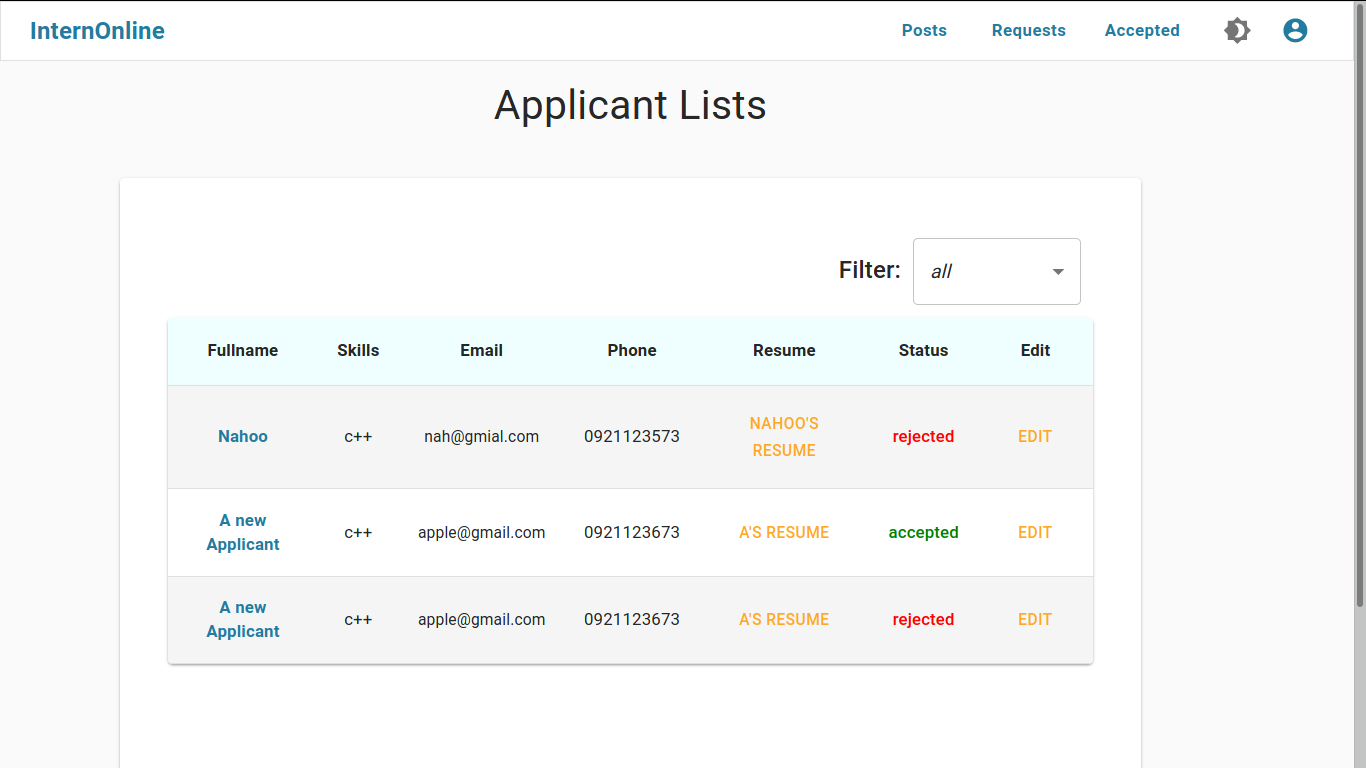 InternOnline Posts Requests Accepted
Applicant Lists
Filter: all
Fullname Skills Email Phone Resume Status Edit
Nahoo c++ nah@gmial.com 0921123573 NAHOO'S RESUME rejected EDIT
A new Applicant c++ apple@gmail.com 0921123673 A'S RESUME accepted EDIT
A new Applicant c++ apple@gmail.com 0921123673 A'S RESUME rejected EDIT